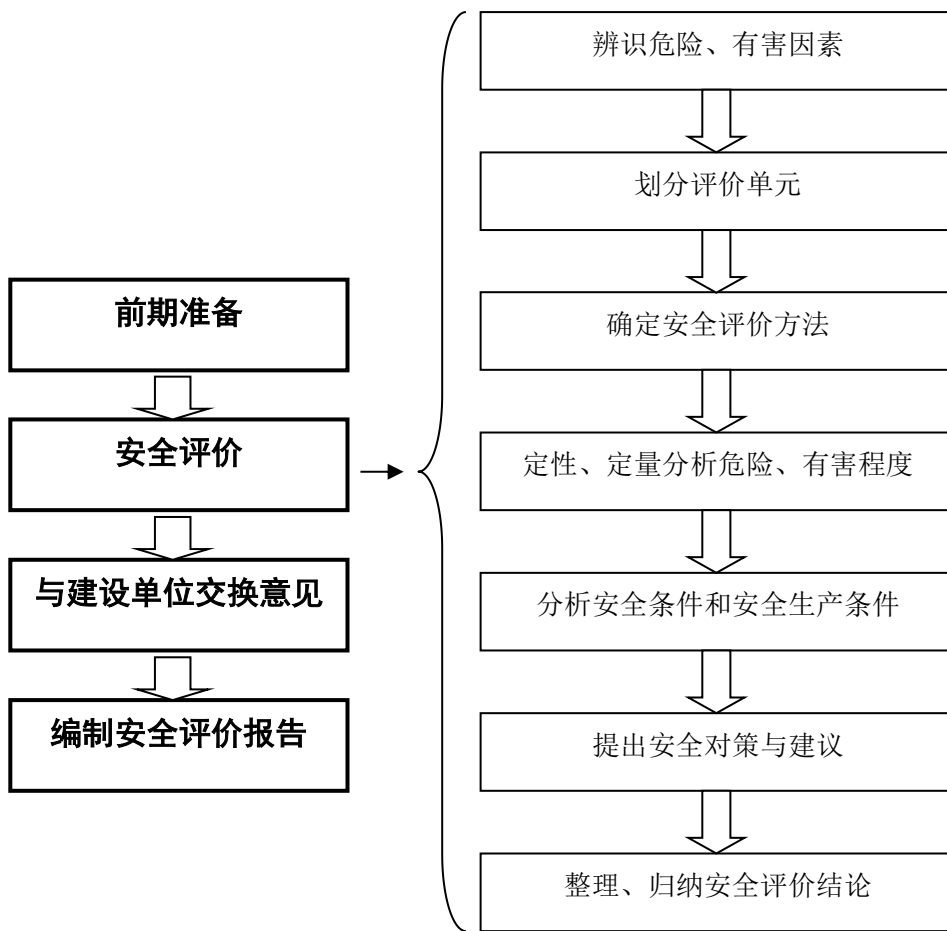 前期准备
安全评价
与建设单位交换意见
编制安全评价报告
辨识危险、有害因素
划分评价单元
确定安全评价方法
定性、定量分析危险、有害程度
分析安全条件和安全生产条件
提出安全对策与建议
整理、归纳安全评价结论